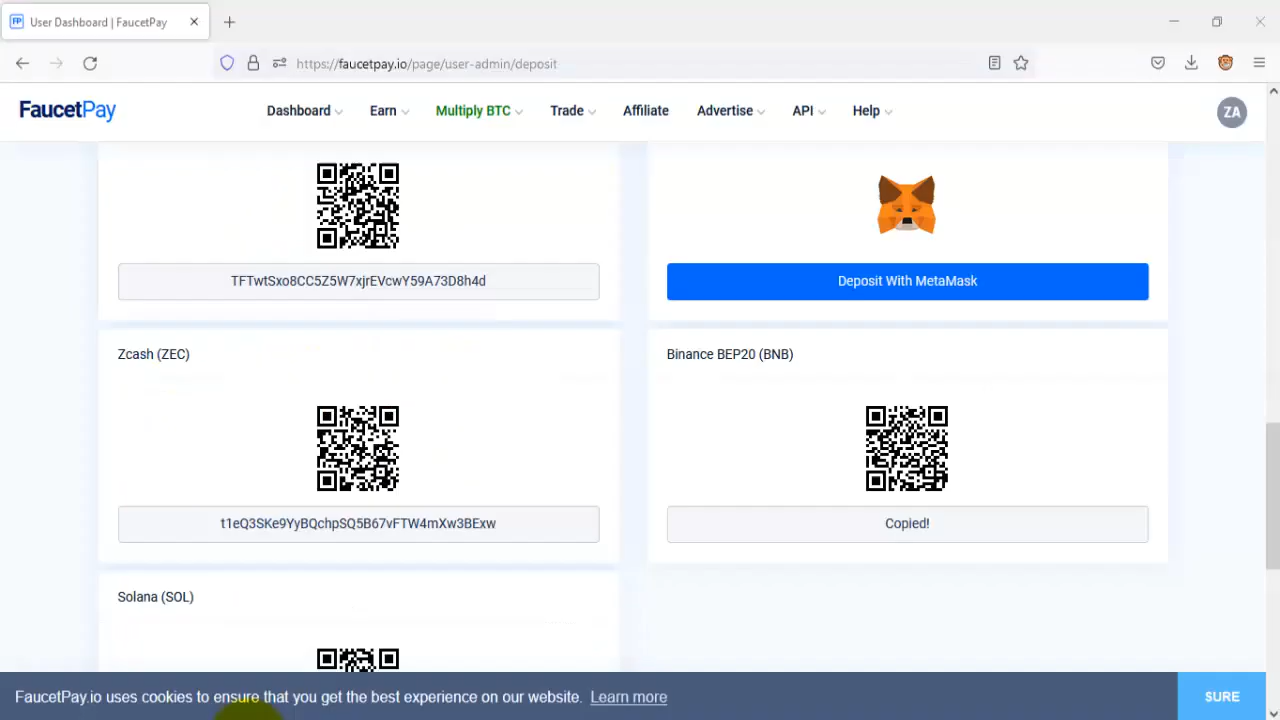 User Dashboard | FaucetPay
https://faucetpay.io/page/user-admin/deposit
FaucetPay
Dashboard
Earn
Multiply BTC
Trade
Affiliate
Advertise
API
Help
ZA
TFTwtSxo8CC5Z5W7xjrEVcwY59A73D8h4d
Deposit With MetaMask
Zcash (ZEC)
Binance BEP20 (BNB)
t1eQ3SKe9YyBQchpSQ5B67vFTW4mXw3BExw
Copied!
Solana (SOL)
FaucetPay.io uses cookies to ensure that you get the best experience on our website. Learn more
SURE